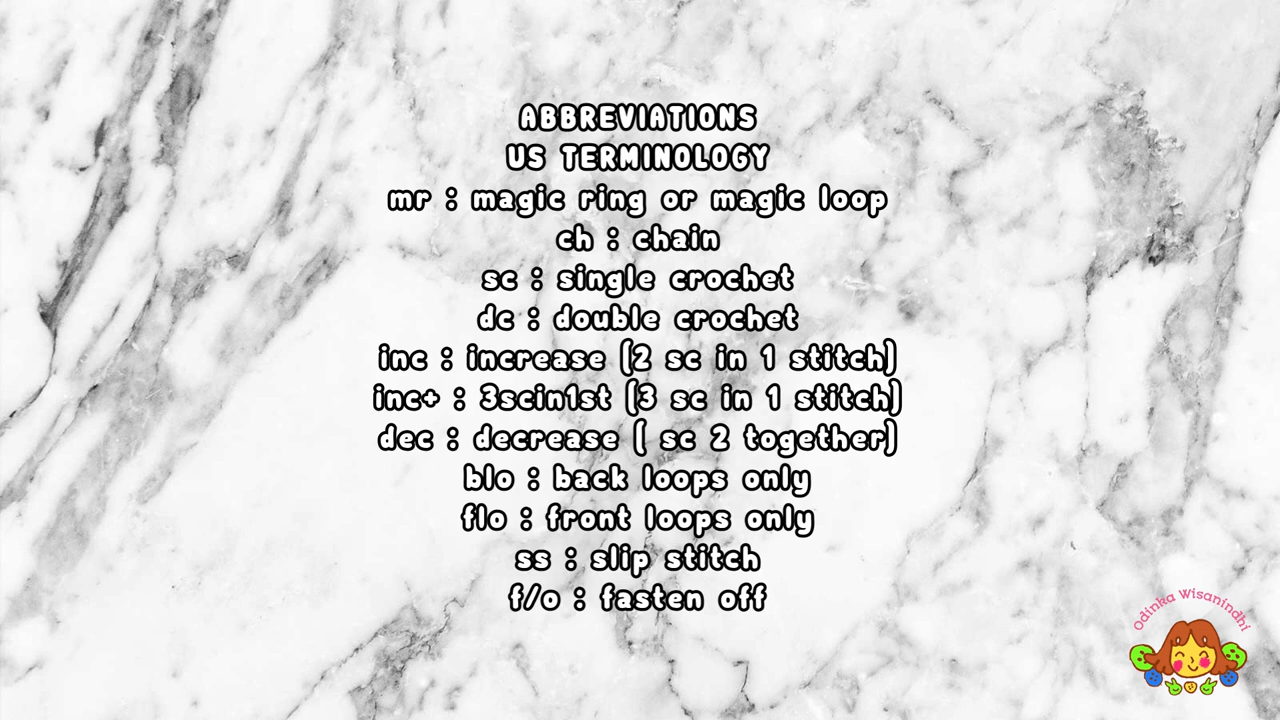 ABBREVIATIONS
US TERMINOLOGY
mr : magic ring or magic loop
ch : chain
sc : single crochet
dc : double crochet
inc : increase (2 sc in 1 stitch)
inc+ : 3scin1st (3 sc in 1 stitch)
dec : decrease ( sc 2 together)
blo : back loops only
flo : front loops only
ss : slip stitch
f/o : fasten off
Odinka Wisanindhi